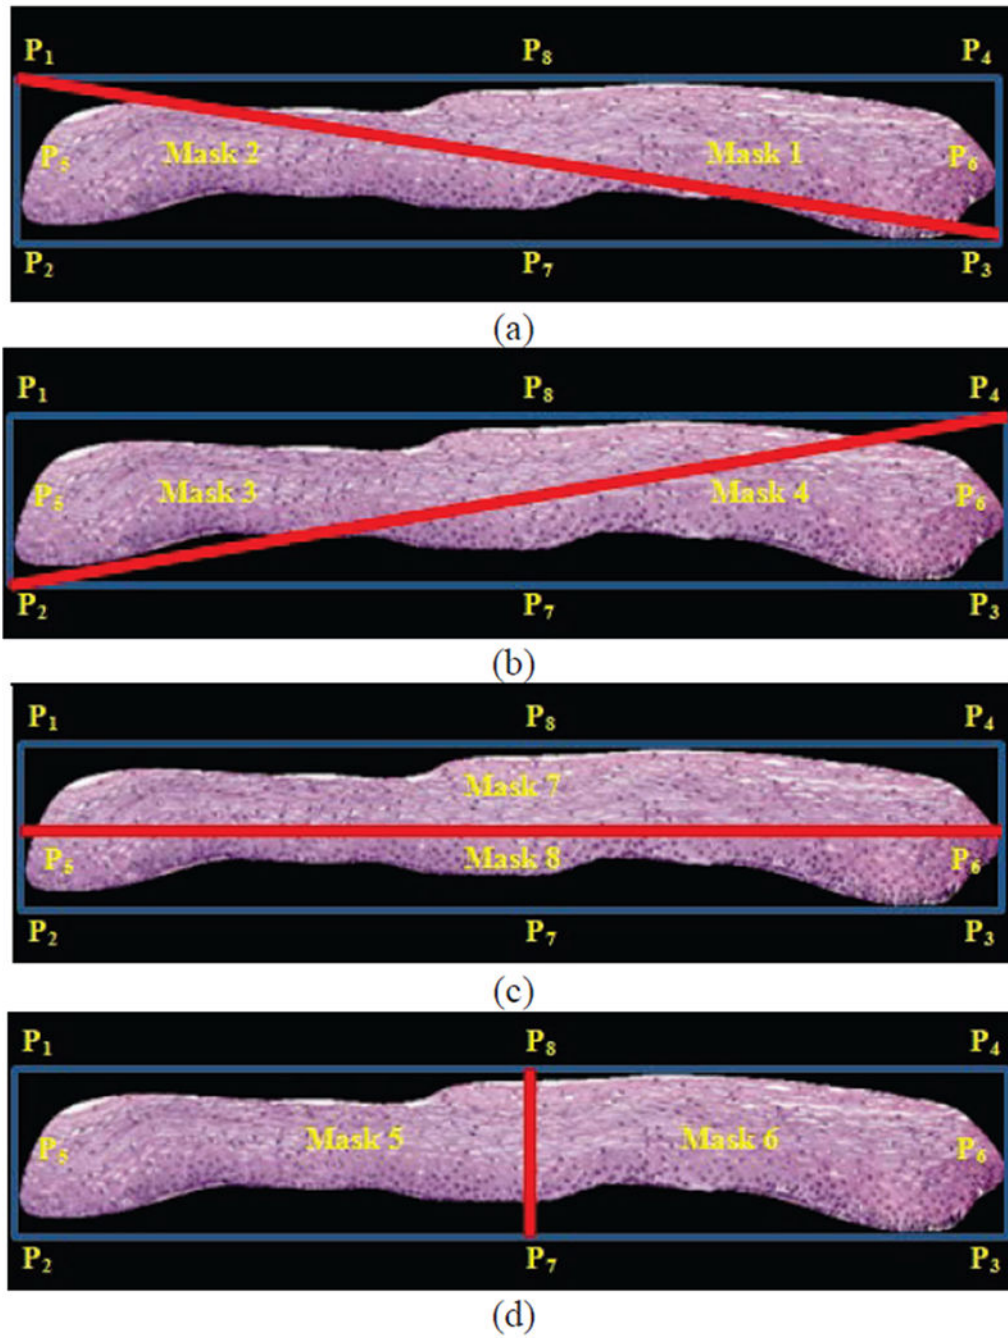 P1 P8 P4
P5 Mask 2 Mask 1 P6
P2 P7 P3
(a)
P1 P8 P4
P5 Mask 3 Mask 4 P6
P2 P7 P3
(b)
P1 P8 P4
Mask 7
P5 Mask 8 P6
P2 P7 P3
(c)
P1 P8 P4
P5 Mask 5 Mask 6 P6
P2 P7 P3
(d)